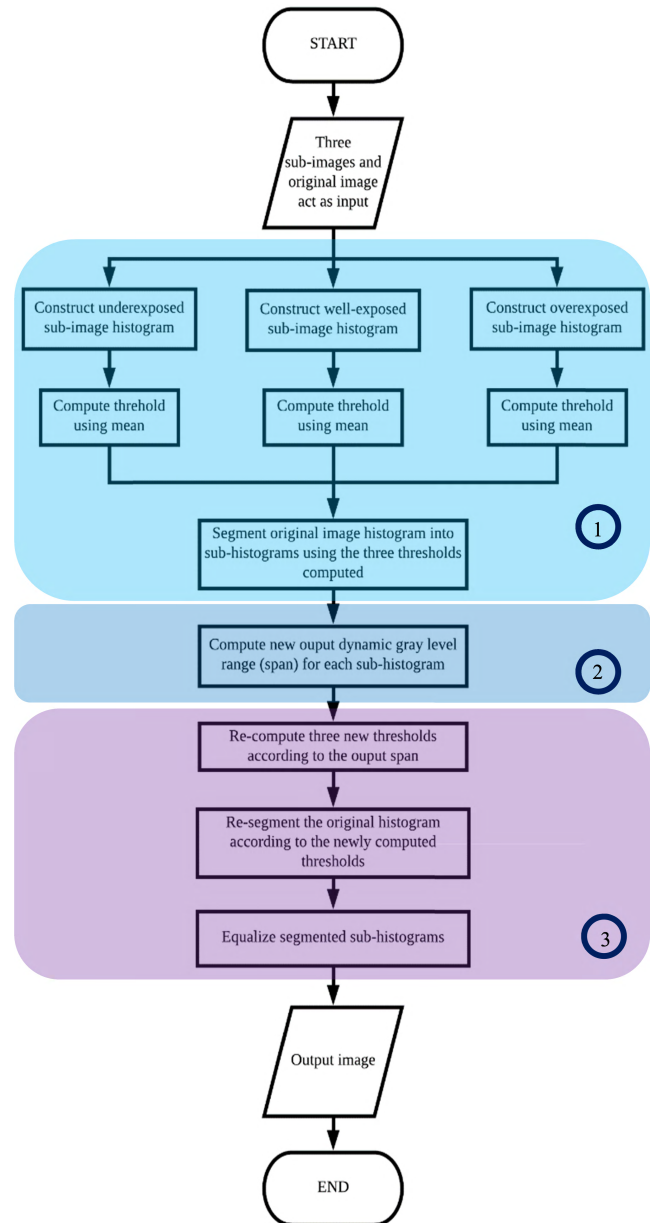 START
Three
sub-images and
original image
act as input
Construct underexposed
sub-image histogram
Construct well-exposed
sub-image histogram
Construct overexposed
sub-image histogram
Compute threhold
using mean
Compute threhold
using mean
Compute threhold
using mean
Segment original image histogram into
sub-histograms using the three thresholds
computed
1
Compute new ouput dynamic gray level
range (span) for each sub-histogram
2
Re-compute three new thresholds
according to the ouput span
Re-segment the original histogram
according to the newly computed
thresholds
Equalize segmented sub-histograms
3
Output image
END